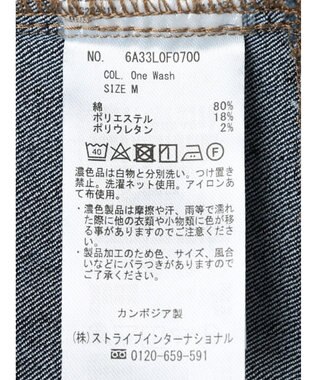 NO. 6A33L0F0700
COL. One Wash
SIZE M
綿 80%
ポリエステル 18%
ポリウレタン 2%
40 F
濃色品は白物と分別洗い。つけ置き
禁止。洗濯ネット使用。アイロンあ
て布使用。
・濃色製品は摩擦や汗、雨等で濡れ
た際に他の衣類や小物類に色が移
る事がありますのでご注意くださ
い。
・製品加工のため色、サイズ、風合
いなどにバラつきがありますので
ご了承ください。
カンボジア製
(株)ストライプインターナショナル
0120-659-591